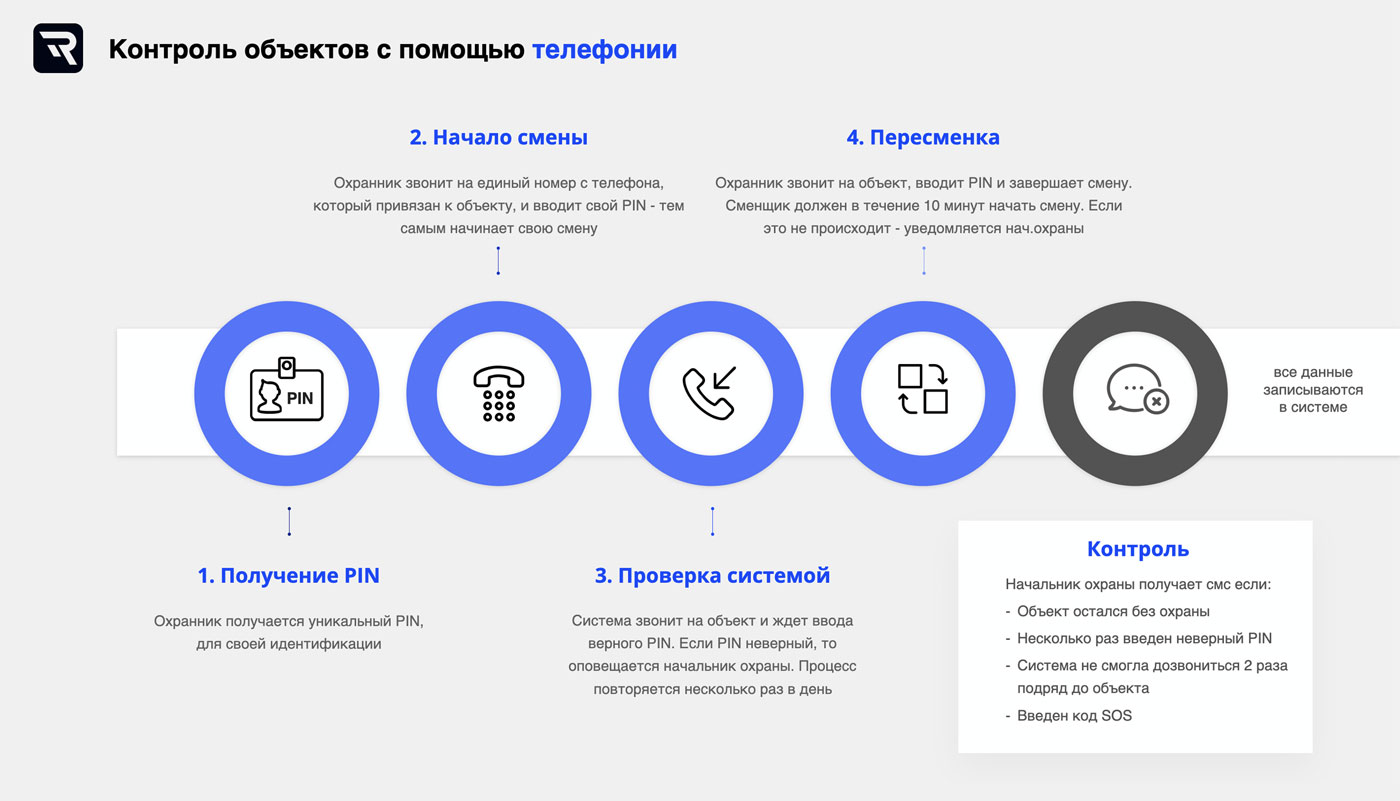 Контроль объектов с помощью телефонии
2. Начало смены
Охранник звонит на единый номер с телефона,
который привязан к объекту, и вводит свой PIN - тем
самым начинает свою смену
4. Пересменка
Охранник звонит на объект, вводит PIN и завершает смену.
Сменщик должен в течение 10 минут начать смену. Если
это не происходит - уведомляется нач.охраны
PIN
все данные
записываются
в системе
1. Получение PIN
Охранник получается уникальный PIN,
для своей идентификации
3. Проверка системой
Система звонит на объект и ждет ввода
верного PIN. Если PIN неверный, то
оповещается начальник охраны. Процесс
повторяется несколько раз в день
Контроль
Начальник охраны получает смс если:
- Объект остался без охраны
- Несколько раз введен неверный PIN
- Система не смогла дозвониться 2 раза
подряд до объекта
- Введен код SOS